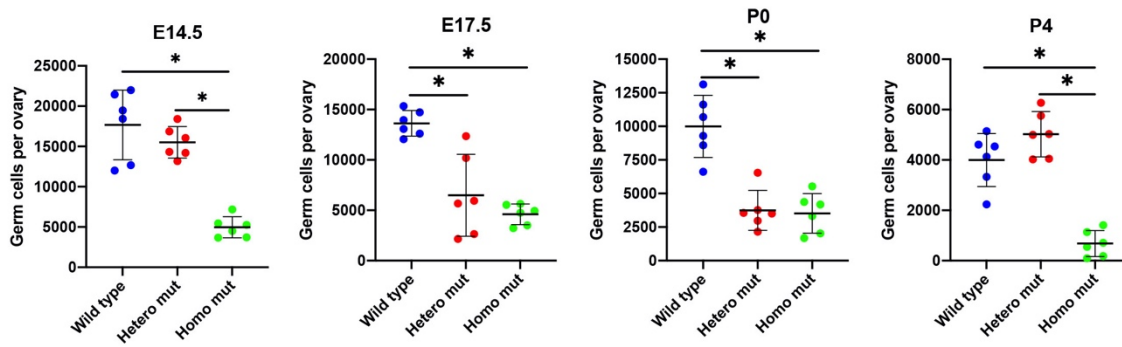 E14.5
Germ cells per ovary
25000
20000
15000
10000
5000
0
*
*
Wild type
Hetero mut
Homo mut
E17.5
Germ cells per ovary
20000
15000
10000
5000
0
*
*
Wild type
Hetero mut
Homo mut
P0
Germ cells per ovary
15000
12500
10000
7500
5000
2500
0
*
*
Wild type
Hetero mut
Homo mut
P4
Germ cells per ovary
8000
6000
4000
2000
0
*
*
Wild type
Hetero mut
Homo mut